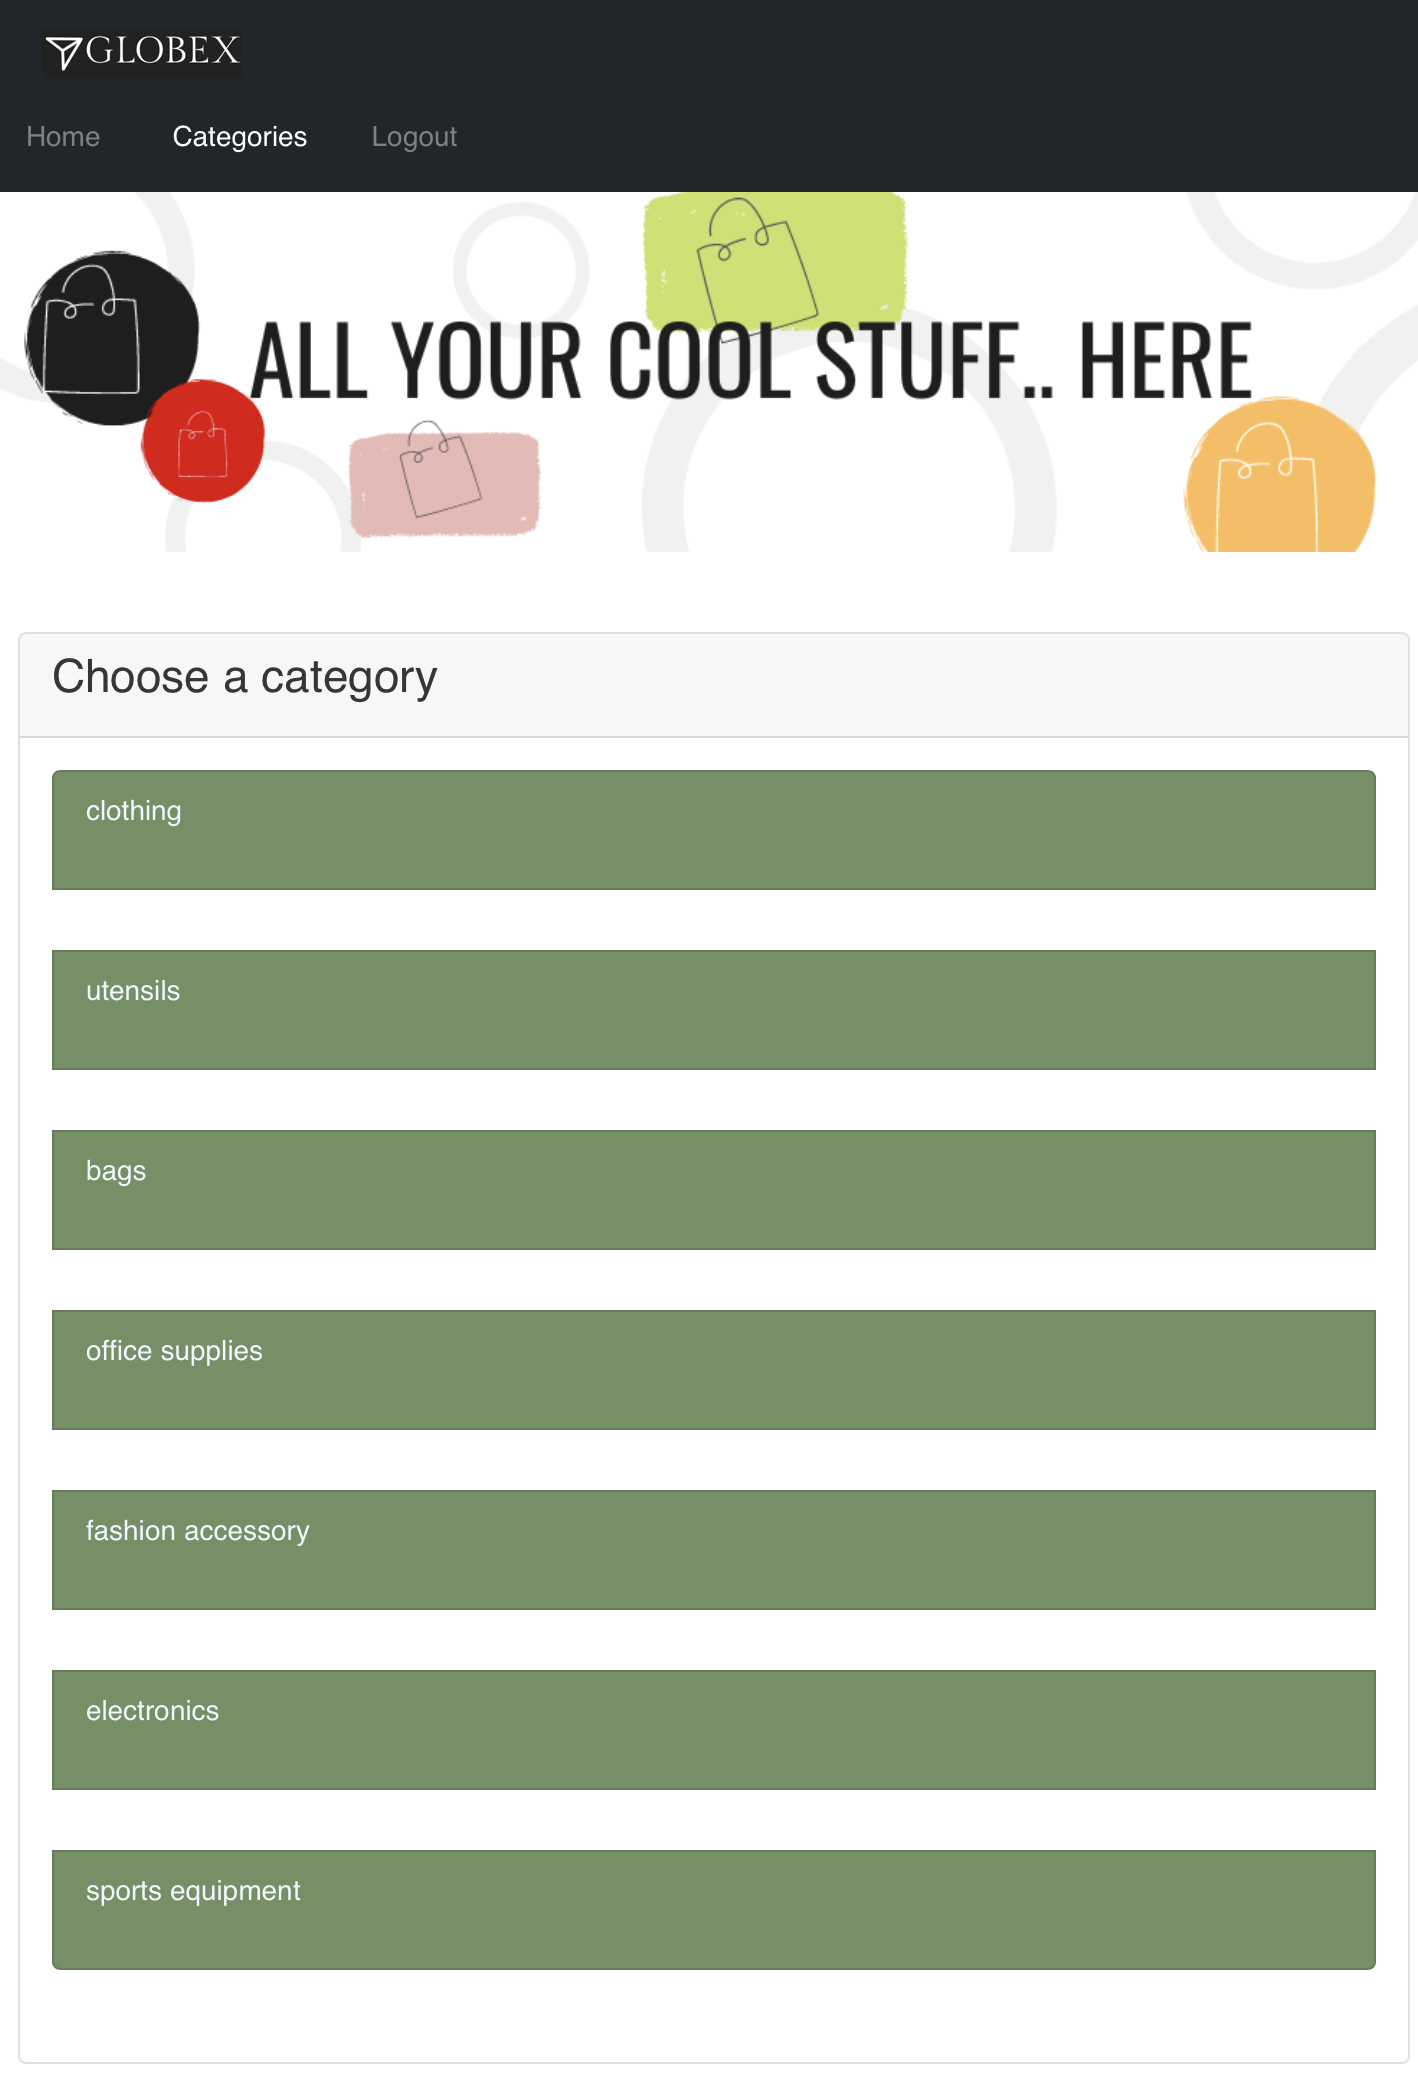 GLOBEX
Home Categories Logout
ALL YOUR COOL STUFF.. HERE
Choose a category
clothing
utensils
bags
office supplies
fashion accessory
electronics
sports equipment